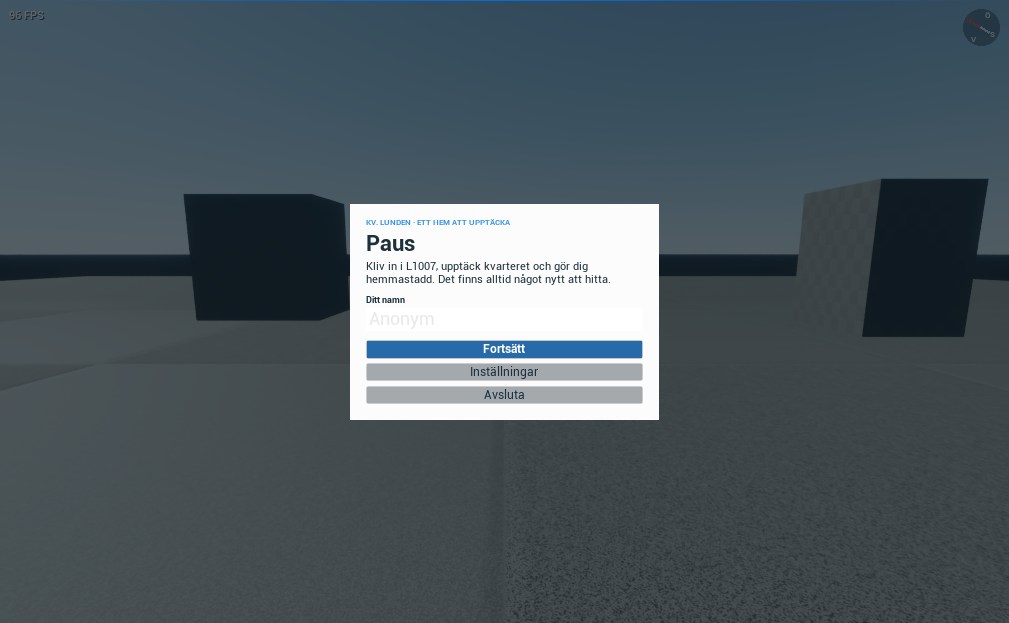 96 FPS
O
S
V
KV. LUNDEN · ETT HEM ATT UPPTÄCKA
Paus
Kliv in i L1007, upptäck kvarteret och gör dig
hemmastadd. Det finns alltid något nytt att hitta.
Ditt namn
Anonym
Fortsätt
Inställningar
Avsluta